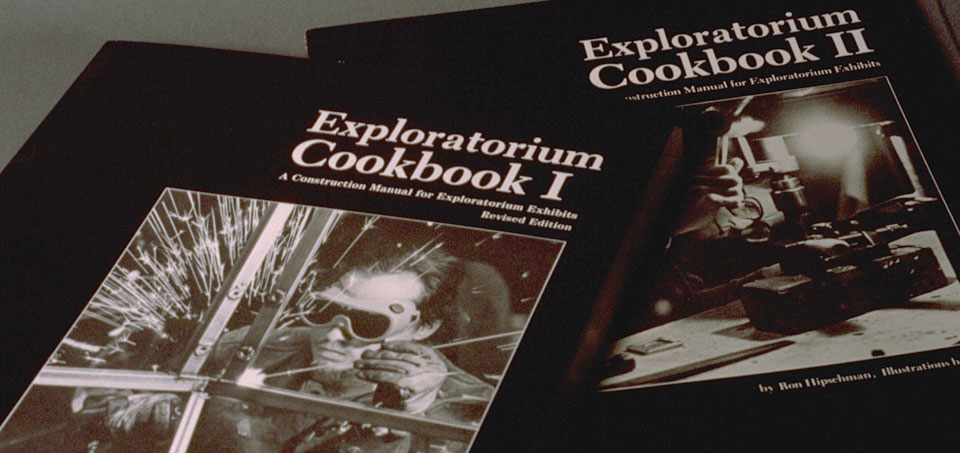 Exploratorium
Cookbook I
A Construction Manual for Exploratorium Exhibits
Revised Edition
Exploratorium
Cookbook II
Manual for Exploratorium Exhibits
by Ron Hipschman, Illustrations